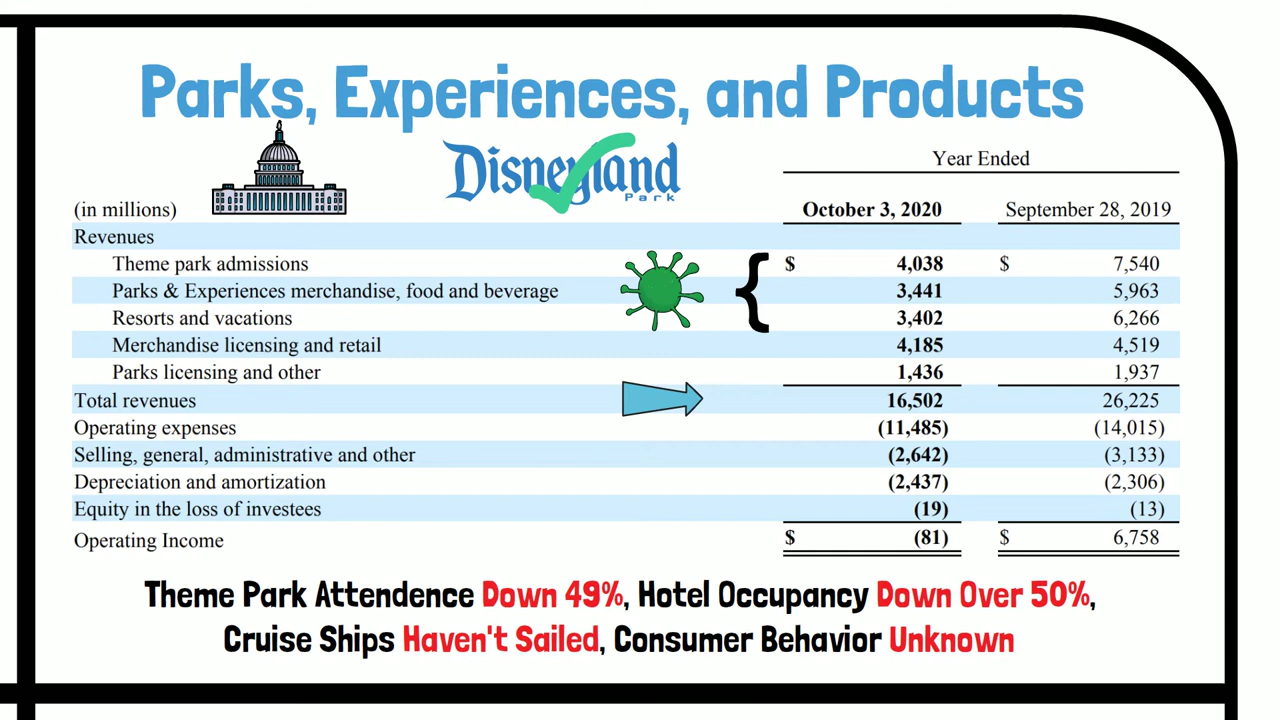 Parks, Experiences, and Products
Disneyland
Park
Year Ended
(in millions) October 3, 2020 September 28, 2019
Revenues
Theme park admissions $ 4,038 $ 7,540
Parks & Experiences merchandise, food and beverage 3,441 5,963
Resorts and vacations 3,402 6,266
Merchandise licensing and retail 4,185 4,519
Parks licensing and other 1,436 1,937
Total revenues 16,502 26,225
Operating expenses (11,485) (14,015)
Selling, general, administrative and other (2,642) (3,133)
Depreciation and amortization (2,437) (2,306)
Equity in the loss of investees (19) (13)
Operating Income $ (81) $ 6,758
Theme Park Attendence Down 49%, Hotel Occupancy Down Over 50%,
Cruise Ships Haven't Sailed, Consumer Behavior Unknown